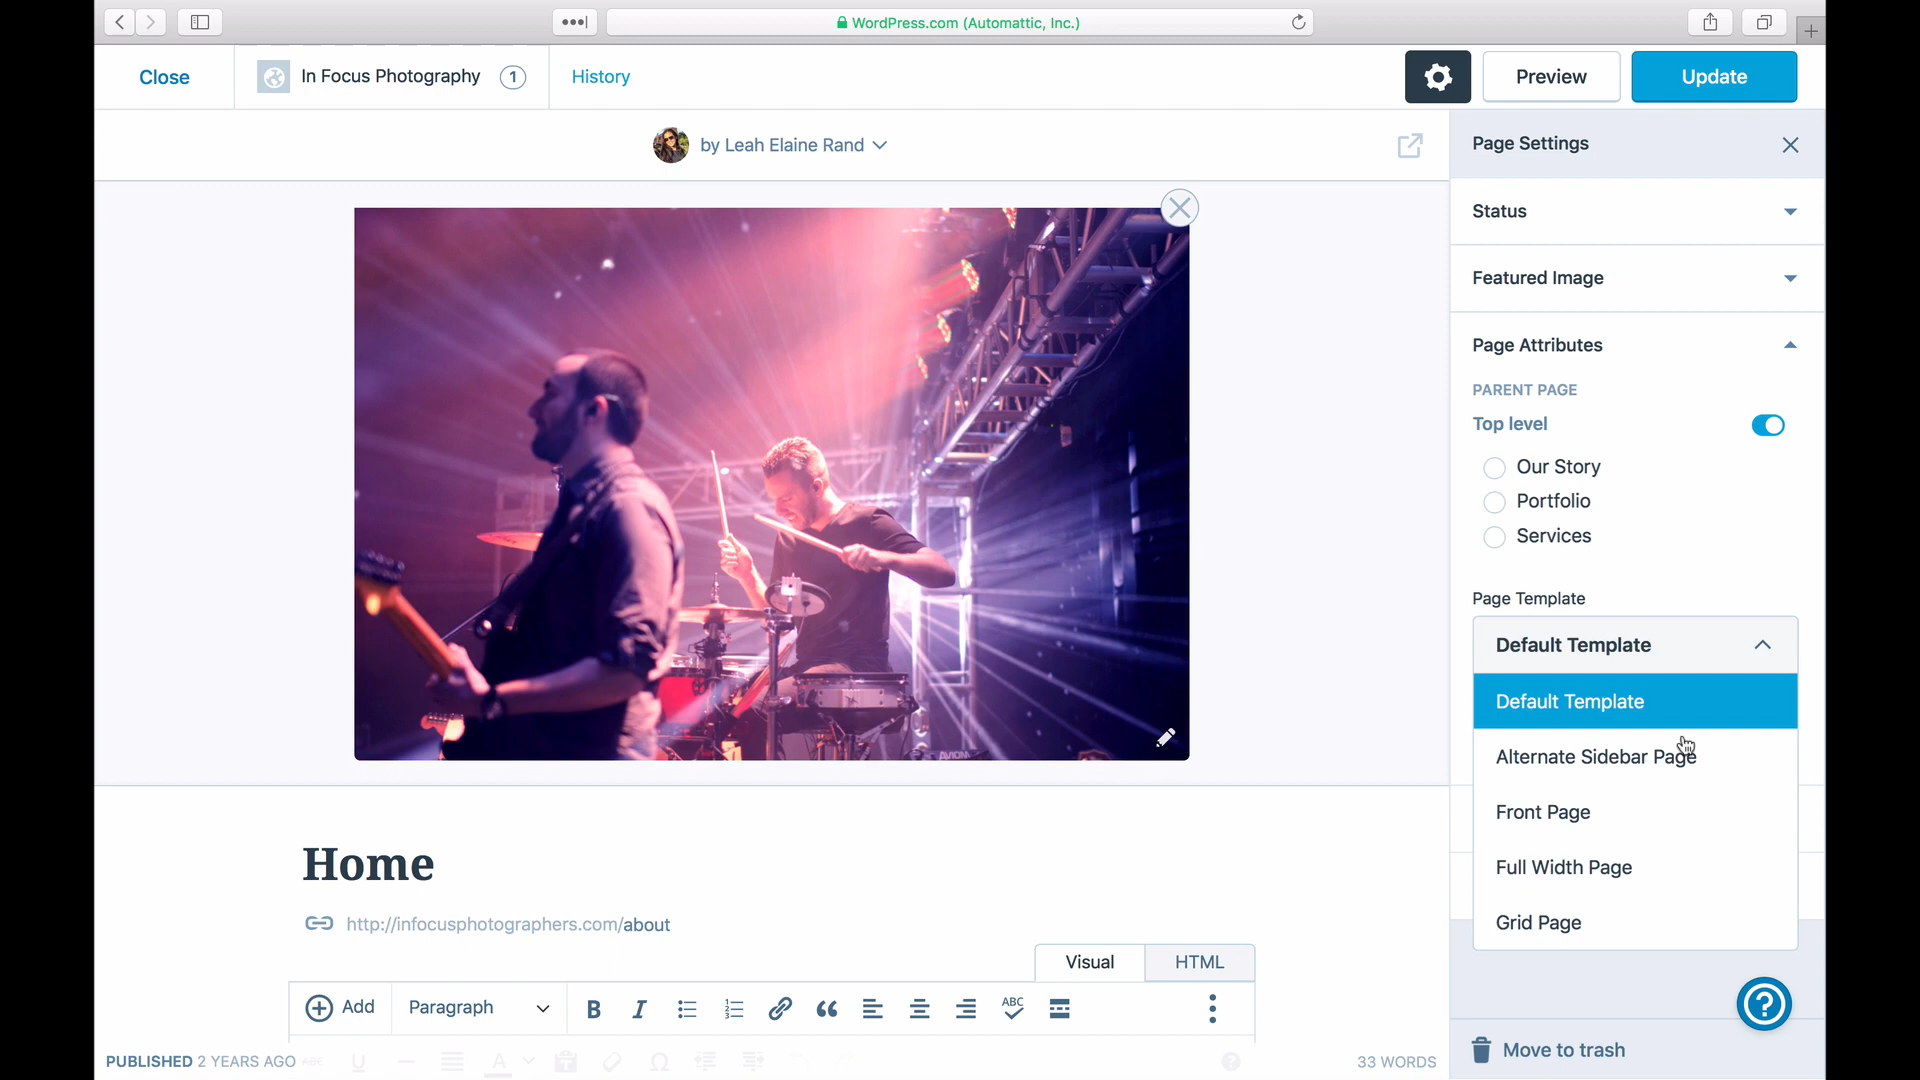 WordPress.com (Automattic, Inc.)
Close
In Focus Photography 1
History
Preview
Update
by Leah Elaine Rand
Page Settings
Status
Featured Image
Page Attributes
PARENT PAGE
Top level
Our Story
Portfolio
Services
Page Template
Default Template
Default Template
Alternate Sidebar Page
Front Page
Full Width Page
Grid Page
Home
http://infocusphotographers.com/about
Visual
HTML
Add
Paragraph
B I
ABC
PUBLISHED 2 YEARS AGO
ABC
U
A
Ω
33 WORDS
Move to trash